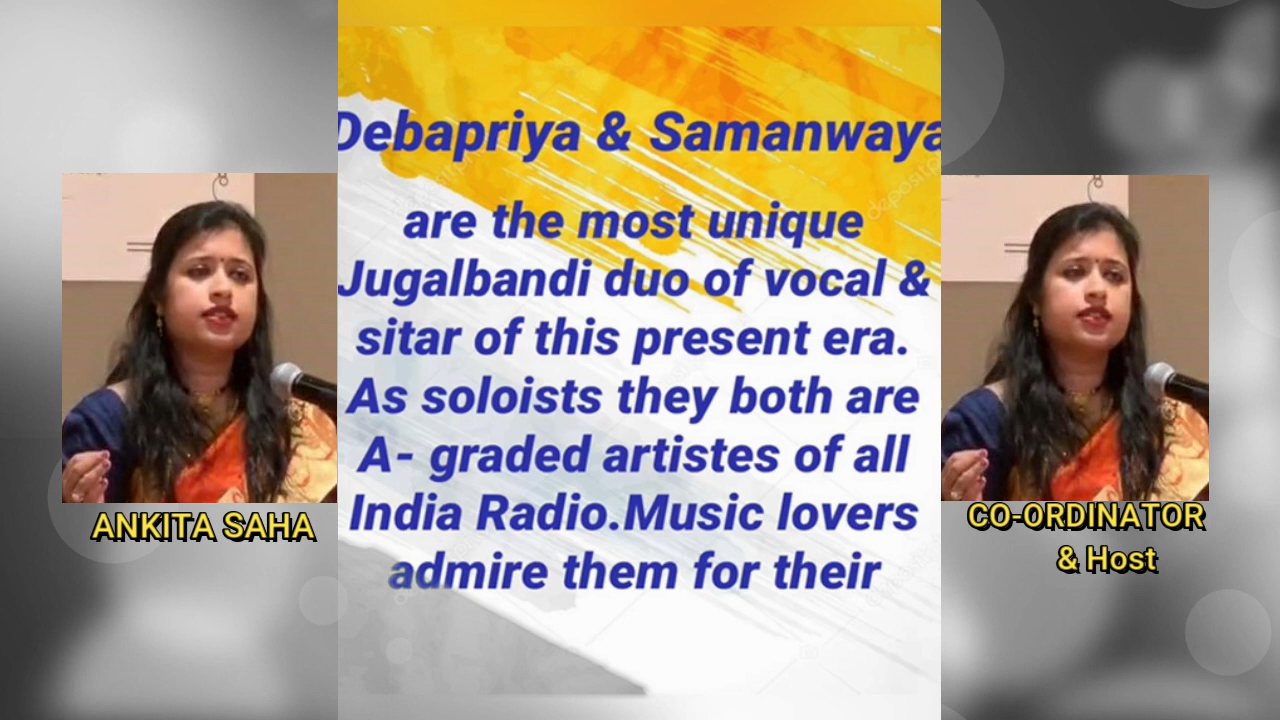 Debapriya & Samanwaya
are the most unique
Jugalbandi duo of vocal &
sitar of this present era.
As soloists they both are
A- graded artistes of all
India Radio.Music lovers
admire them for their
ANKITA SAHA
CO-ORDINATOR
& Host